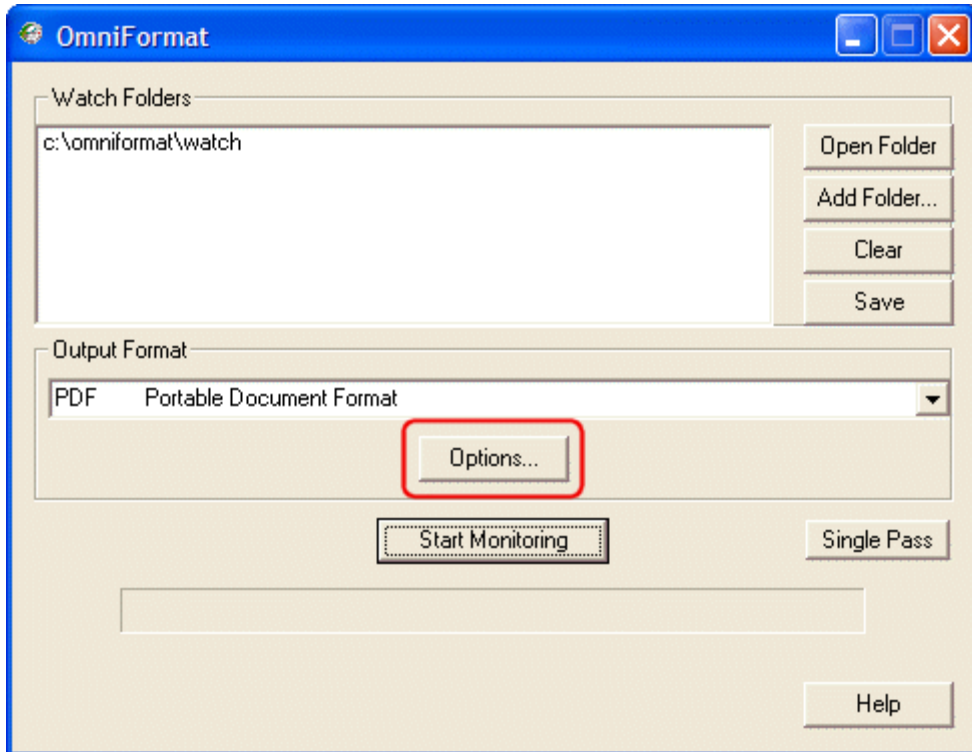 OmniFormat
Watch Folders
c:\omniformat\watch
Open Folder
Add Folder...
Clear
Save
Output Format
PDF Portable Document Format
Options...
Start Monitoring
Single Pass
Help